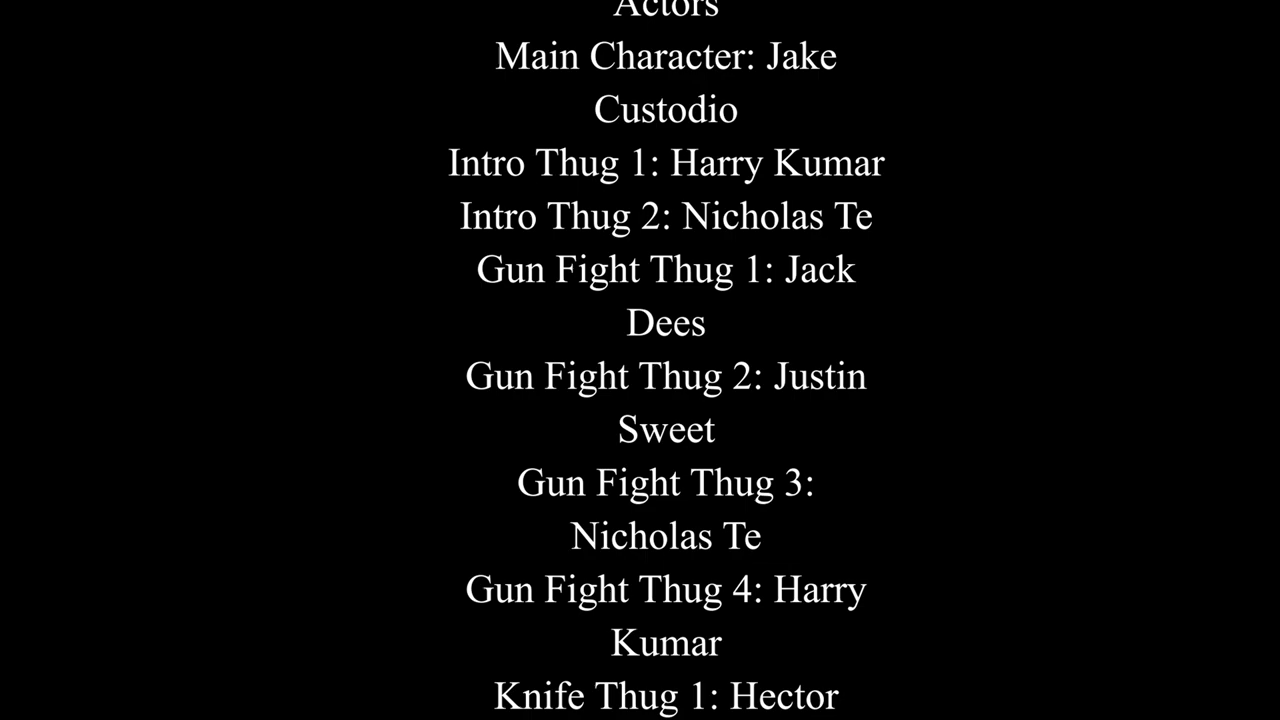 Actors
Main Character: Jake
Custodio
Intro Thug 1: Harry Kumar
Intro Thug 2: Nicholas Te
Gun Fight Thug 1: Jack
Dees
Gun Fight Thug 2: Justin
Sweet
Gun Fight Thug 3:
Nicholas Te
Gun Fight Thug 4: Harry
Kumar
Knife Thug 1: Hector